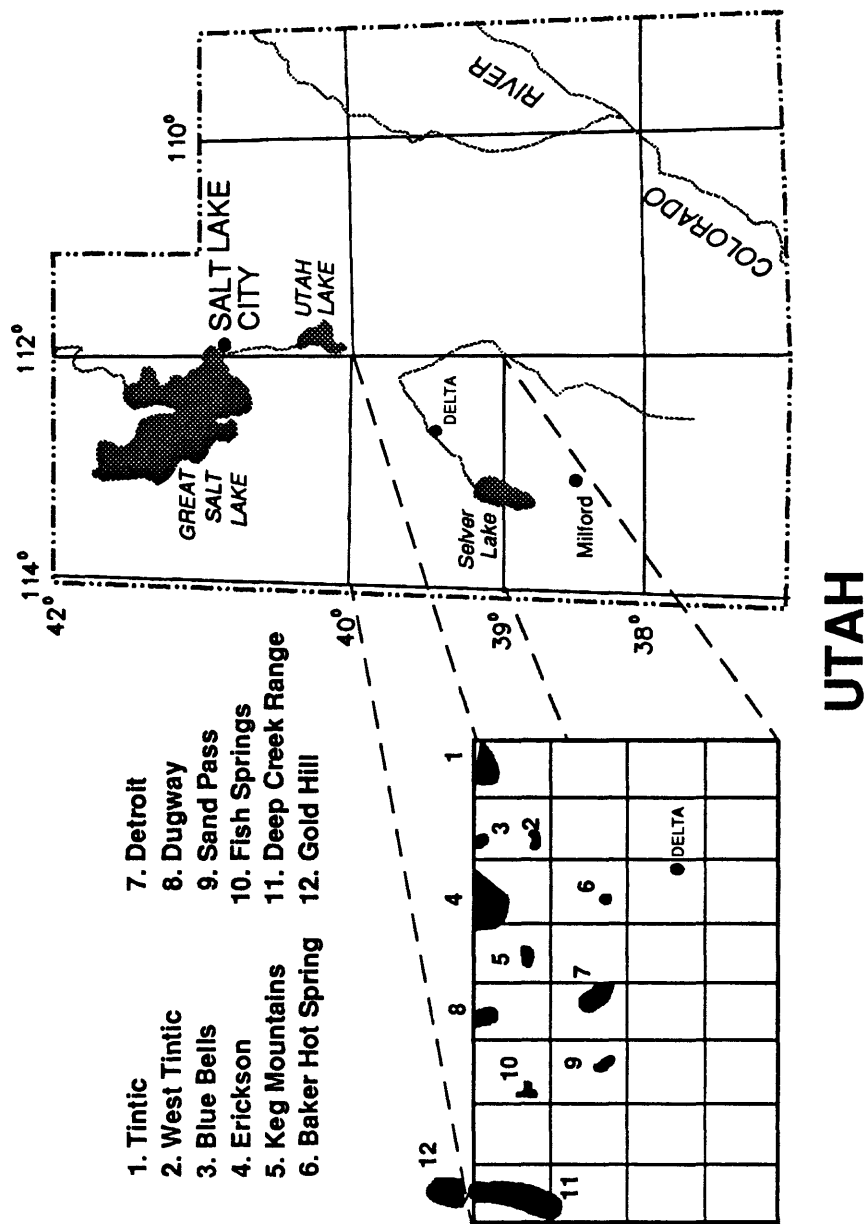 1. Tintic
2. West Tintic
3. Blue Bells
4. Erickson
5. Keg Mountains
6. Baker Hot Spring
7. Detroit
8. Dugway
9. Sand Pass
10. Fish Springs
11. Deep Creek Range
12. Gold Hill
114°
112°
110°
42°
40°
39°
38°
GREAT
SALT
LAKE
SALT LAKE
CITY
UTAH
LAKE
DELTA
Selver
Lake
Milford
COLORADO
RIVER
12
11
10
9
8
7
5
4
6
3
2
1
DELTA
UTAH